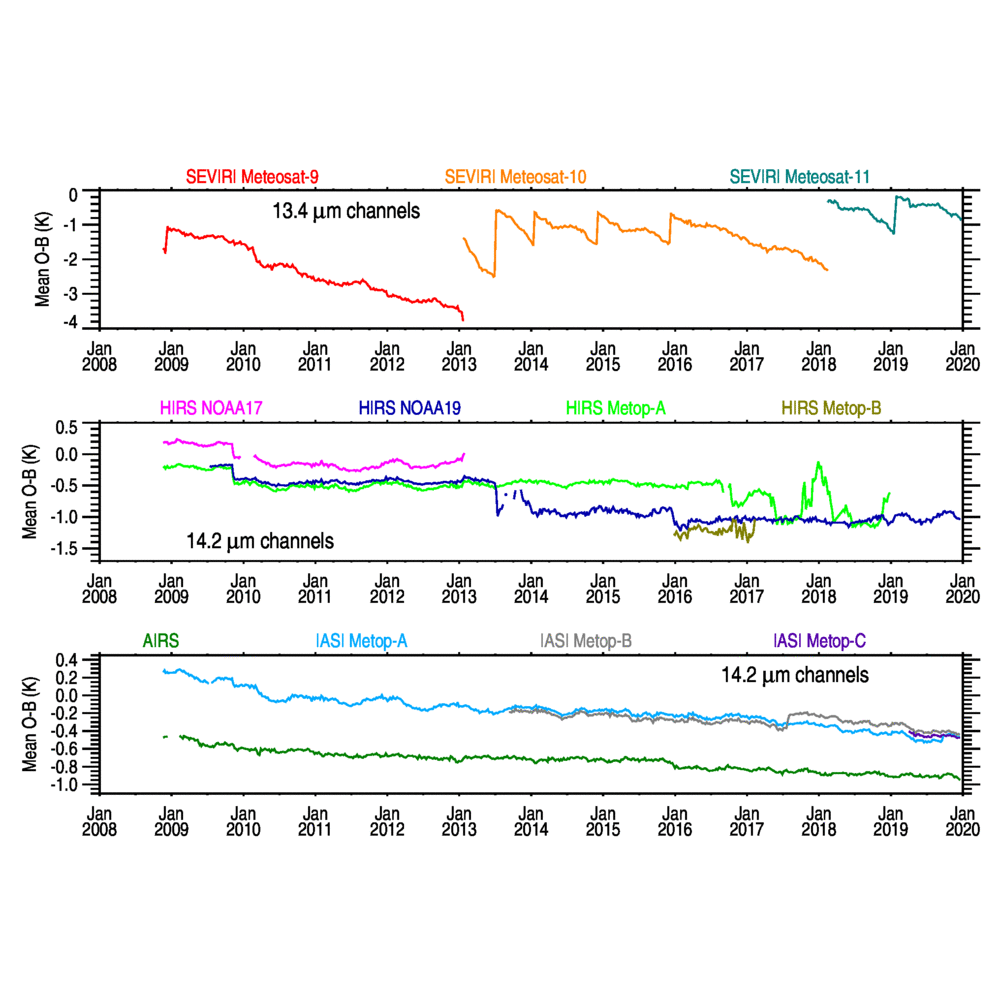 SEVIRI Meteosat-9 SEVIRI Meteosat-10 SEVIRI Meteosat-11
13.4 μm channels
Mean O-B (K)
0
-1
-2
-3
-4
Jan Jan Jan Jan Jan Jan Jan Jan Jan Jan Jan Jan Jan
2008 2009 2010 2011 2012 2013 2014 2015 2016 2017 2018 2019 2020
HIRS NOAA17 HIRS NOAA19 HIRS Metop-A HIRS Metop-B
Mean O-B (K)
0.5
0.0
-0.5
-1.0
-1.5
14.2 μm channels
Jan Jan Jan Jan Jan Jan Jan Jan Jan Jan Jan Jan Jan
2008 2009 2010 2011 2012 2013 2014 2015 2016 2017 2018 2019 2020
AIRS IASI Metop-A IASI Metop-B IASI Metop-C
14.2 μm channels
Mean O-B (K)
0.4
0.2
0.0
-0.2
-0.4
-0.6
-0.8
-1.0
Jan Jan Jan Jan Jan Jan Jan Jan Jan Jan Jan Jan Jan
2008 2009 2010 2011 2012 2013 2014 2015 2016 2017 2018 2019 2020